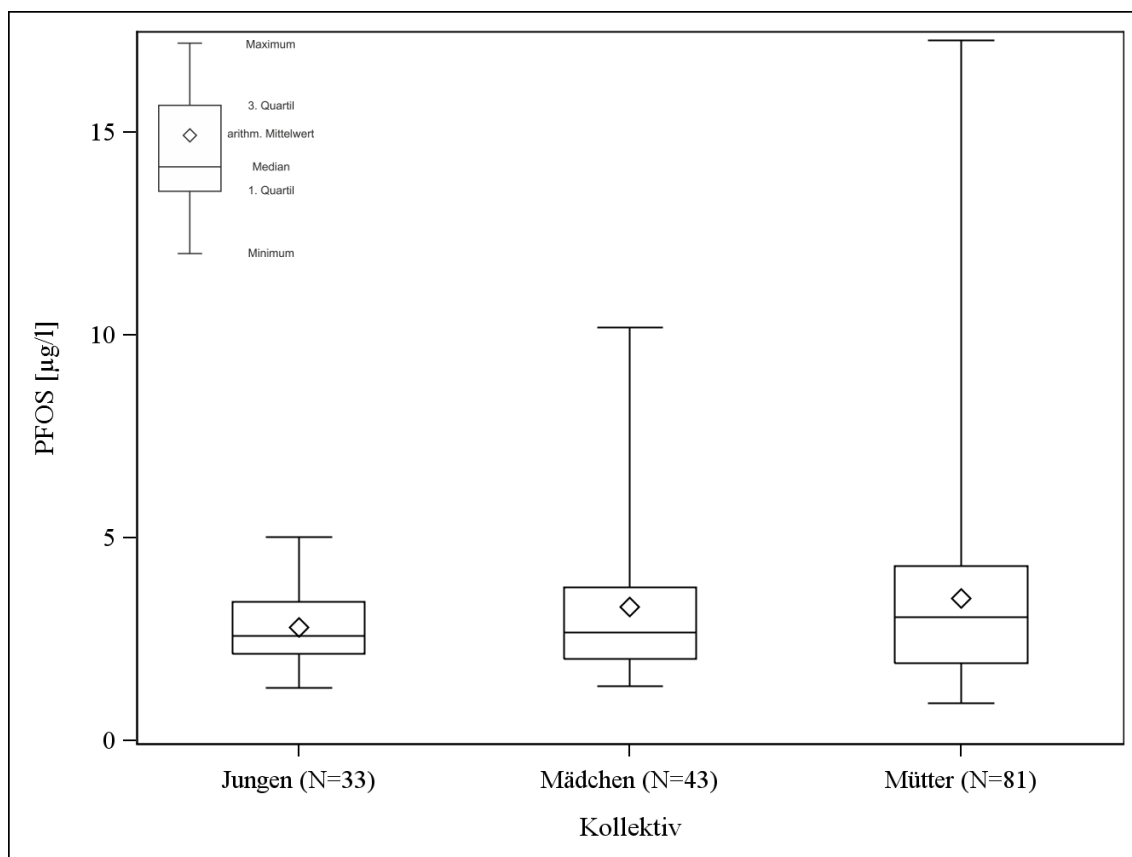 Maximum
3. Quartil
arithm. Mittelwert
Median
1. Quartil
Minimum
PFOS [µg/l]
15
10
5
0
Jungen (N=33) Mädchen (N=43) Mütter (N=81)
Kollektiv